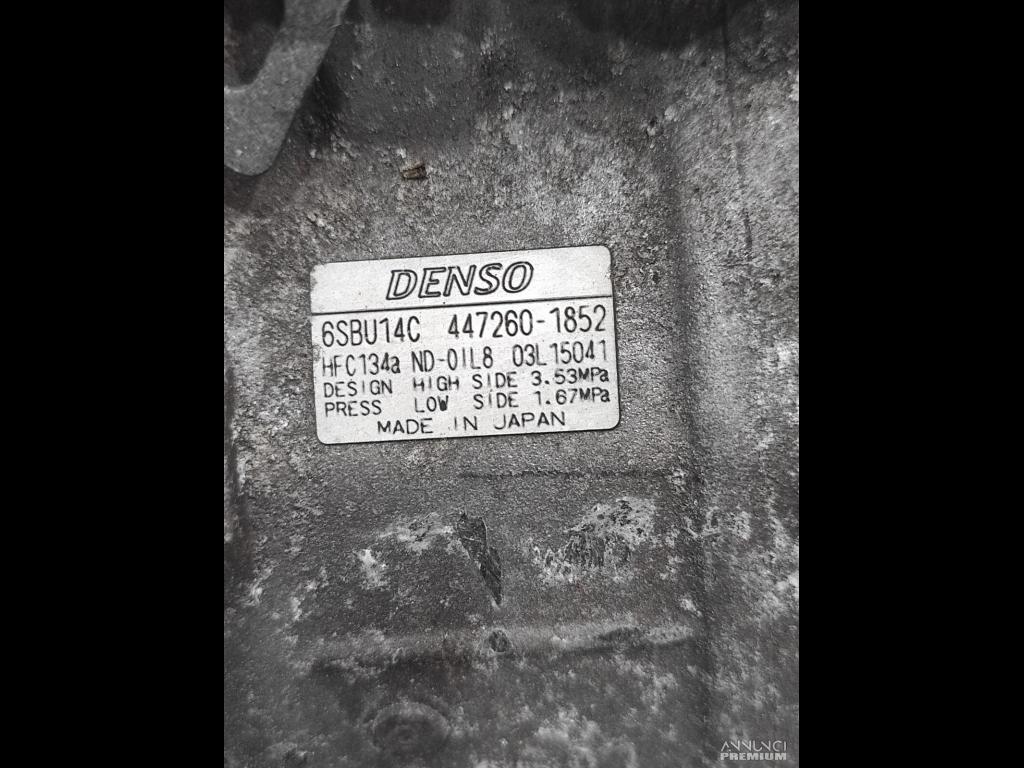 DENSO
6SBU14C 447260-1852
HFC134a ND-OIL8 03L15041
DESIGN HIGH SIDE 3.53MPa
PRESS LOW SIDE 1.67MPa
MADE IN JAPAN
ANNUNCI
PREMIUM